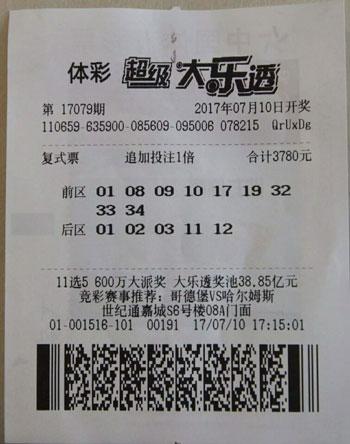 体彩 超级大乐透
第 17079期 2017年07月10日开奖
110659-635900-085609-095006 078215 QrUxDg
复式票 追加投注1倍 合计3780元
前区 01 08 09 10 17 19 32
33 34
后区 01 02 03 11 12
11选5 600万大派奖 大乐透奖池38.85亿元
竞彩赛事推荐：哥德堡VS哈尔姆斯
世纪通嘉城S6号楼08A门面
01-001516-101 00191 17/07/10 17:15:01